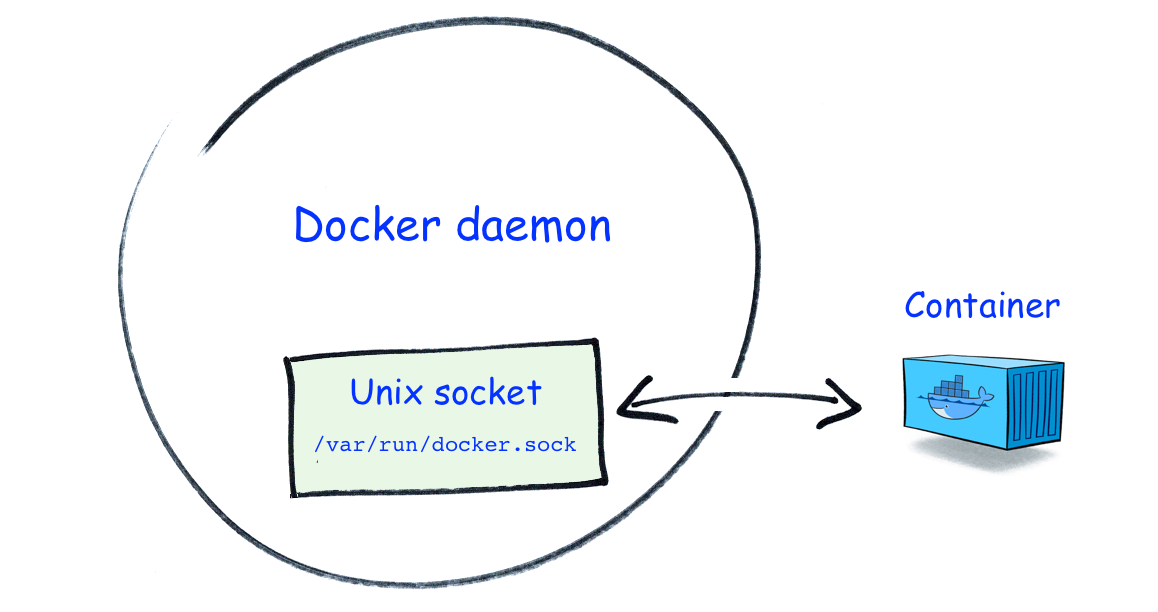 Docker daemon
Container
Unix socket
/var/run/docker.sock